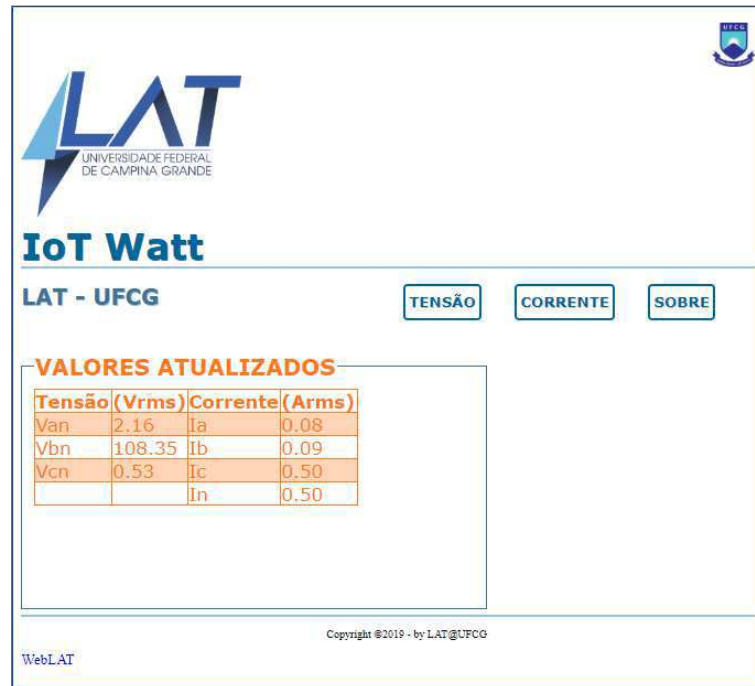 UFCG
LAT
UNIVERSIDADE FEDERAL
DE CAMPINA GRANDE
IoT Watt
LAT - UFCG
TENSÃO CORRENTE SOBRE
VALORES ATUALIZADOS
Tensão (Vrms) Corrente (Arms)
Van 2.16 Ia 0.08
Vbn 108.35 Ib 0.09
Vcn 0.53 Ic 0.50
In 0.50
Copyright ©2019 - by LAT@UFCG
WebLAT